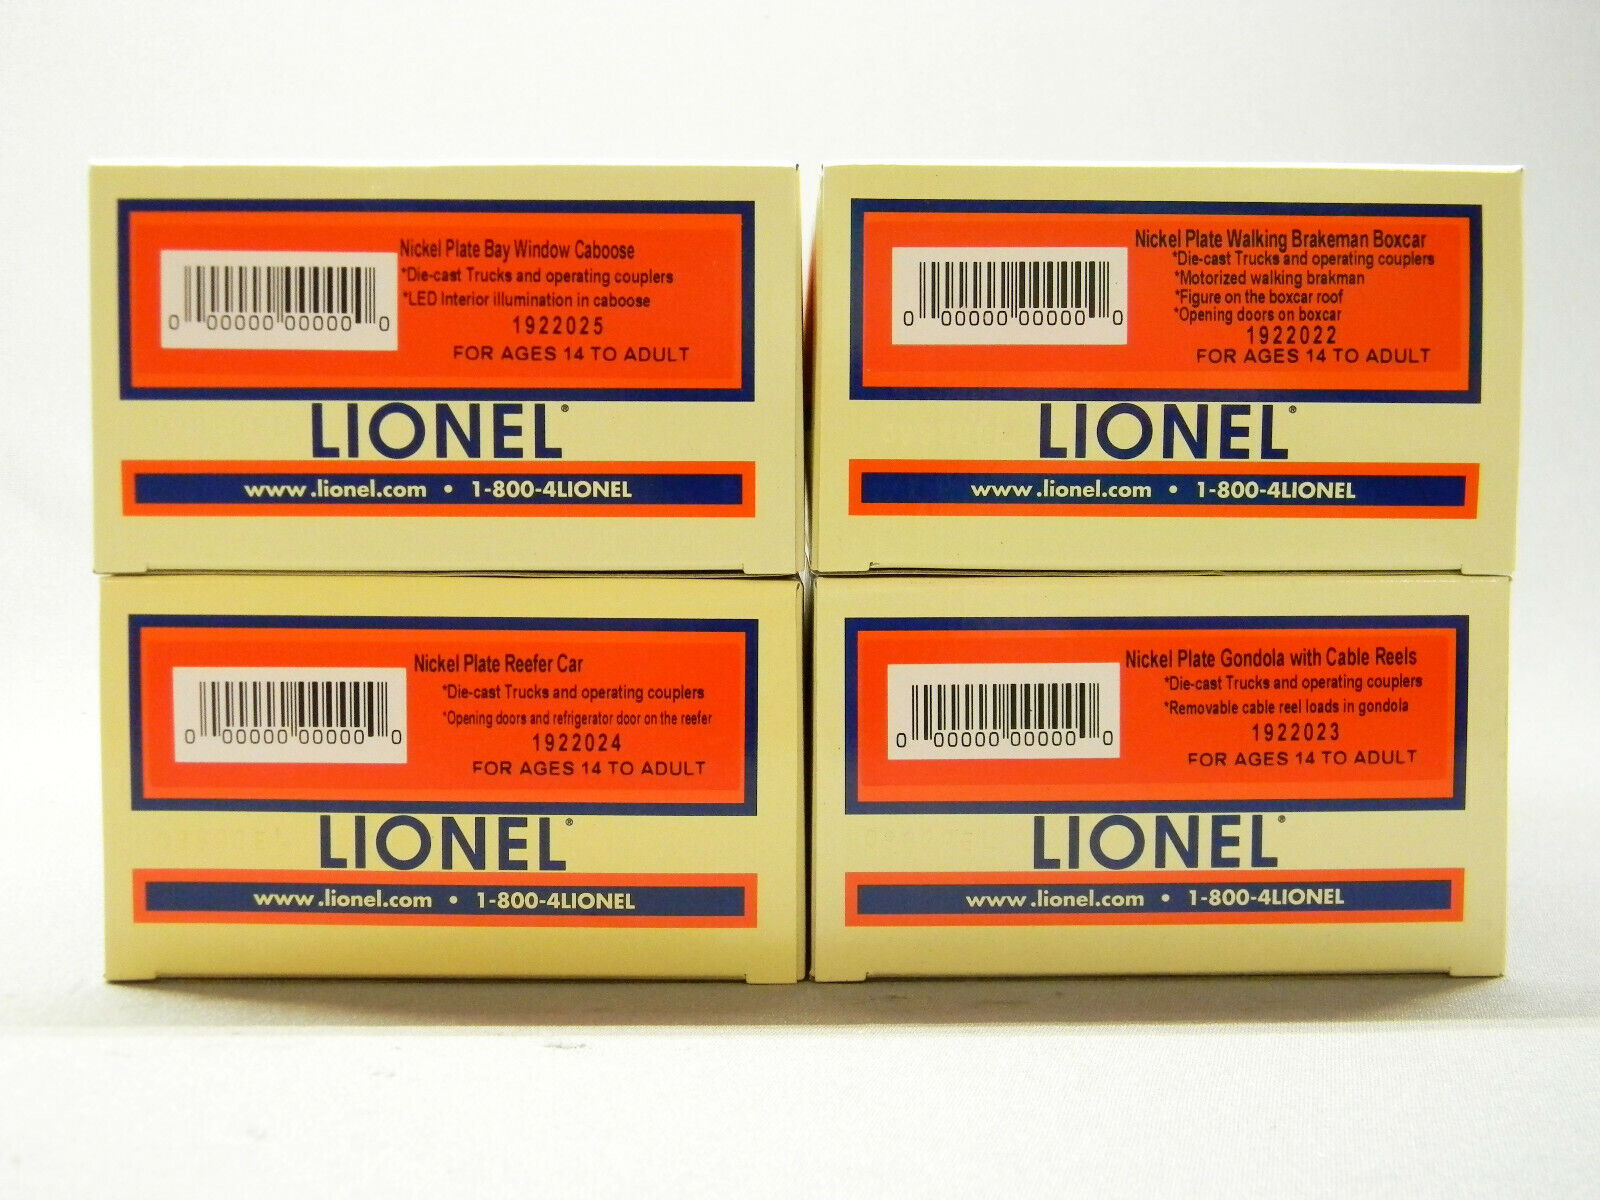 Nickel Plate Bay Window Caboose
*Die-cast Trucks and operating couplers
*LED Interior illumination in caboose
1922025
FOR AGES 14 TO ADULT
0 00000 00000 0
LIONEL®
www.lionel.com • 1-800-4LIONEL
Nickel Plate Walking Brakeman Boxcar
*Die-cast Trucks and operating couplers
*Motorized walking brakman
*Figure on the boxcar roof
*Opening doors on boxcar
1922022
FOR AGES 14 TO ADULT
0 00000 00000 0
LIONEL®
www.lionel.com • 1-800-4LIONEL
Nickel Plate Reefer Car
*Die-cast Trucks and operating couplers
*Opening doors and refrigerator door on the reefer
1922024
FOR AGES 14 TO ADULT
0 00000 00000 0
LIONEL®
www.lionel.com • 1-800-4LIONEL
Nickel Plate Gondola with Cable Reels
*Die-cast Trucks and operating couplers
*Removable cable reel loads in gondola
1922023
FOR AGES 14 TO ADULT
0 00000 00000 0
LIONEL®
www.lionel.com • 1-800-4LIONEL